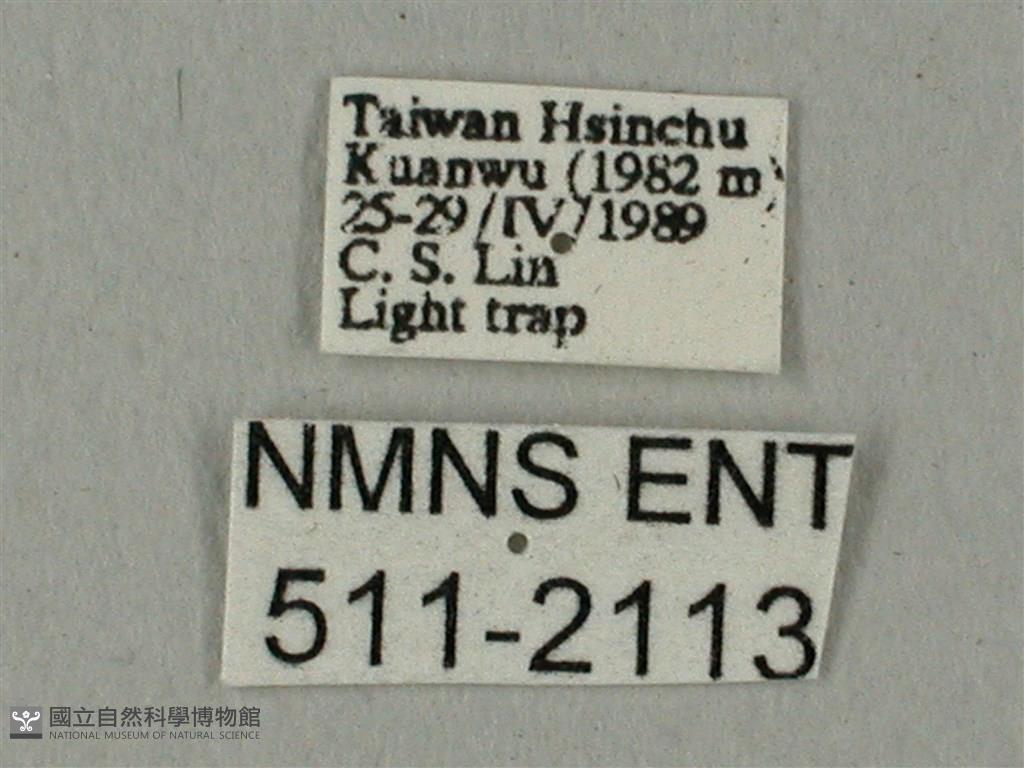 Taiwan Hsinchu
Kuanwu (1982 m)
25-29/IV/1989
C. S. Lin
Light trap
NMNS ENT
511-2113
國立自然科學博物館
NATIONAL MUSEUM OF NATURAL SCIENCE